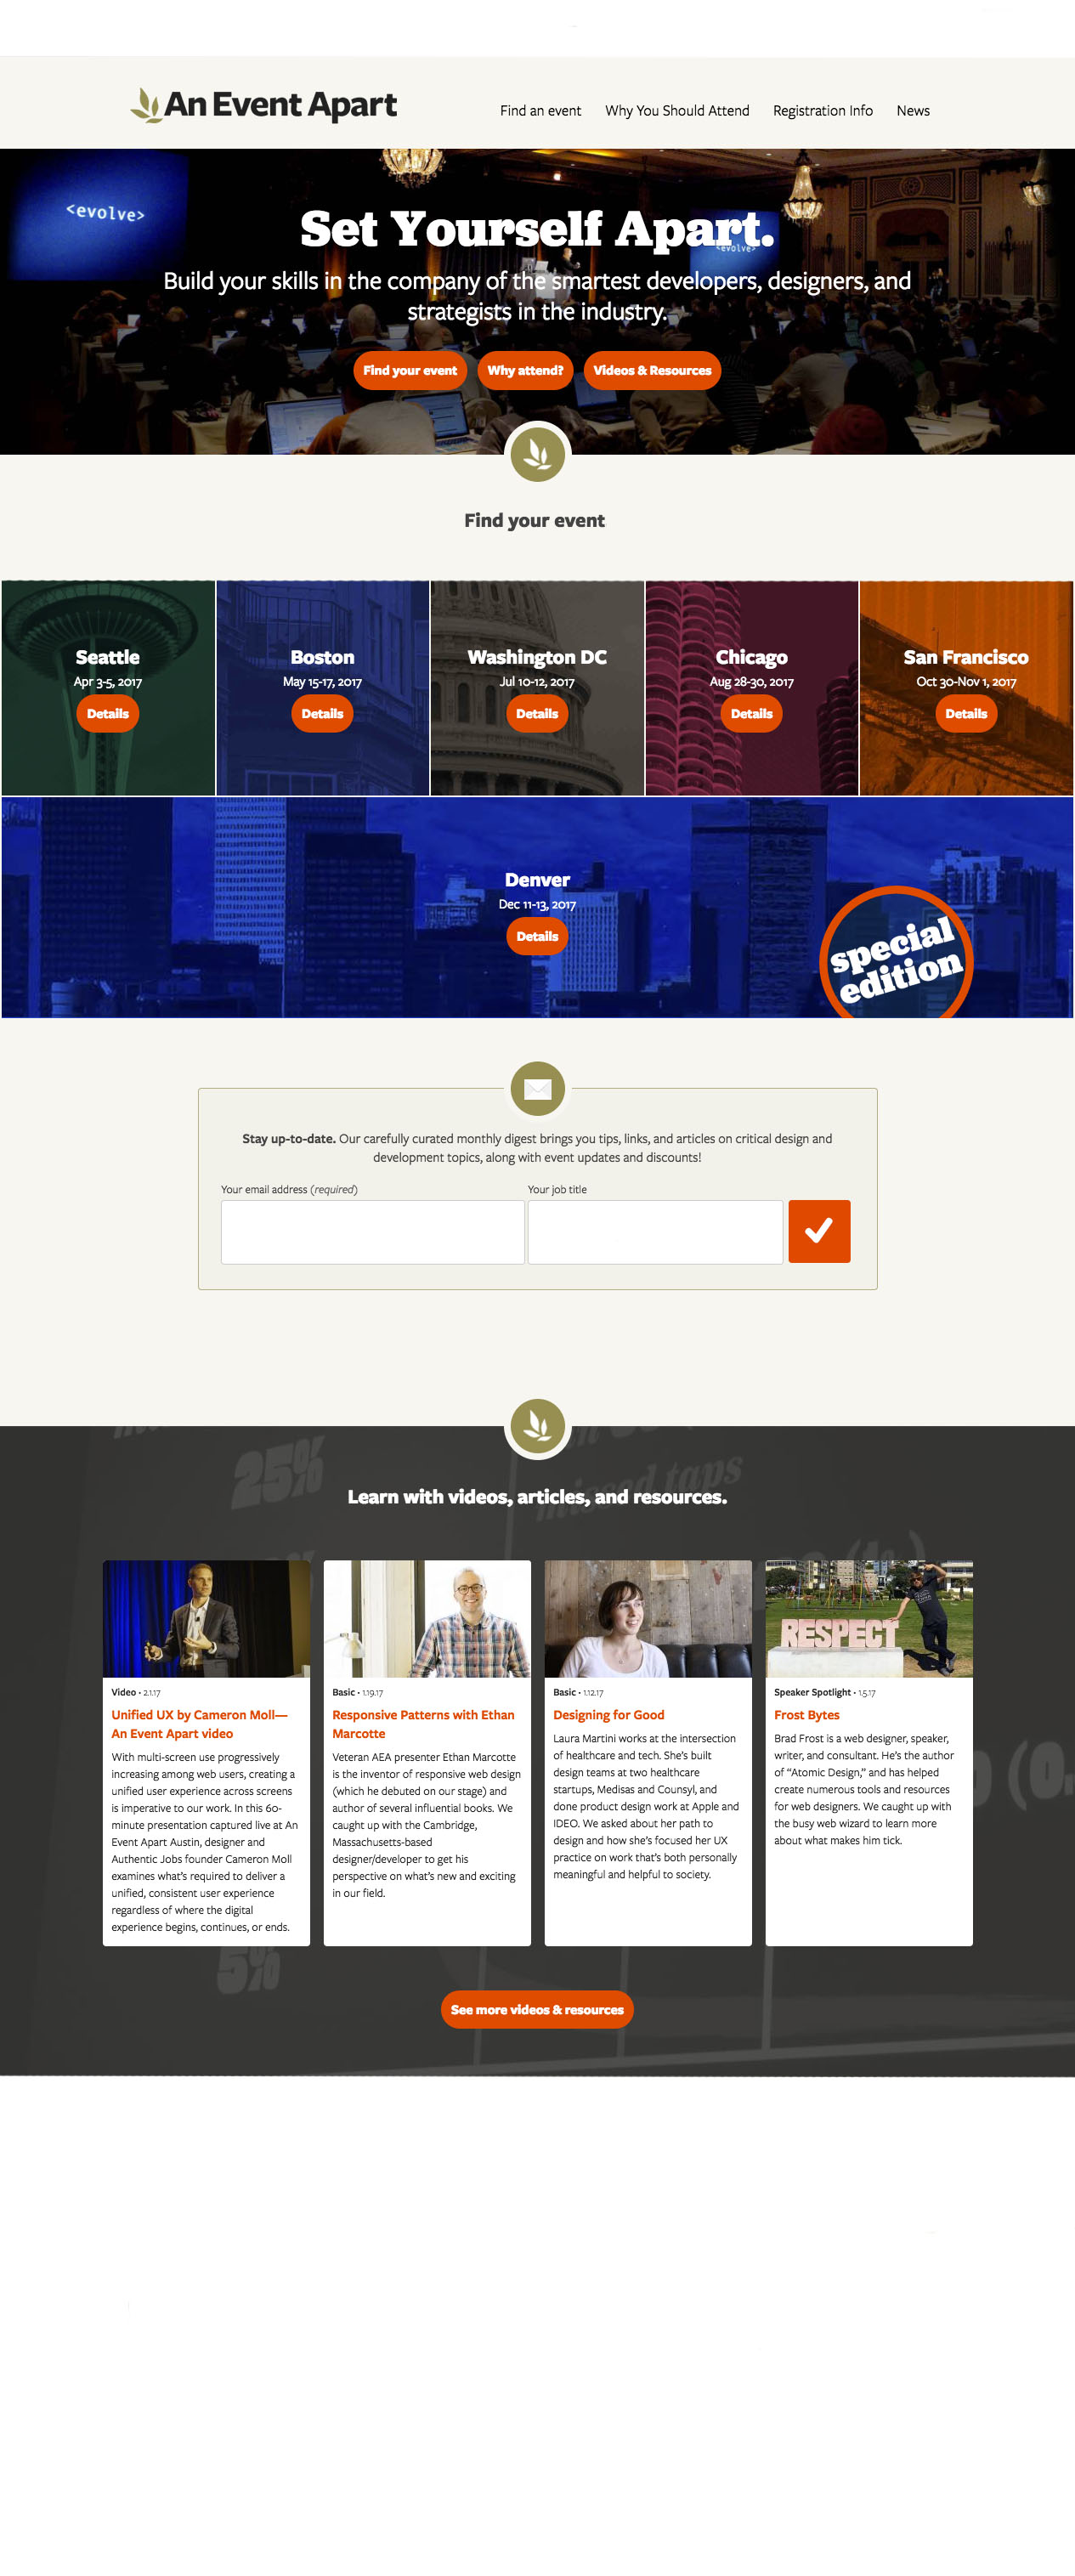 An Event Apart
Find an event
Why You Should Attend
Registration Info
News
<evolve>
Set Yourself Apart.
<evolve>
Build your skills in the company of the smartest developers, designers, and
strategists in the industry.
Find your event
Why attend?
Videos & Resources
Find your event
Seattle
Apr 3-5, 2017
Details
Boston
May 15-17, 2017
Details
Washington DC
Jul 10-12, 2017
Details
Chicago
Aug 28-30, 2017
Details
San Francisco
Oct 30-Nov 1, 2017
Details
Denver
Dec 11-13, 2017
Details
special
edition
Stay up-to-date. Our carefully curated monthly digest brings you tips, links, and articles on critical design and
development topics, along with event updates and discounts!
Your email address (required)
Your job title
25%
missed taps
Learn with videos, articles, and resources.
Video • 2.1.17
Unified UX by Cameron Moll—
An Event Apart video
With multi-screen use progressively
increasing among web users, creating a
unified user experience across screens
is imperative to our work. In this 60-
minute presentation captured live at An
Event Apart Austin, designer and
Authentic Jobs founder Cameron Moll
examines what's required to deliver a
unified, consistent user experience
regardless of where the digital
experience begins, continues, or ends.
Basic • 1.19.17
Responsive Patterns with Ethan
Marcotte
Veteran AEA presenter Ethan Marcotte
is the inventor of responsive web design
(which he debuted on our stage) and
author of several influential books. We
caught up with the Cambridge,
Massachusetts-based
designer/developer to get his
perspective on what's new and exciting
in our field.
Basic • 1.12.17
Designing for Good
Laura Martini works at the intersection
of healthcare and tech. She's built
design teams at two healthcare
startups, Medisas and Counsyl, and
done product design work at Apple and
IDEO. We asked about her path to
design and how she's focused her UX
practice on work that's both personally
meaningful and helpful to society.
RESPECT
Speaker Spotlight • 1.5.17
Frost Bytes
Brad Frost is a web designer, speaker,
writer, and consultant. He's the author
of “Atomic Design,” and has helped
create numerous tools and resources
for web designers. We caught up with
the busy web wizard to learn more
about what makes him tick.
5%
See more videos & resources